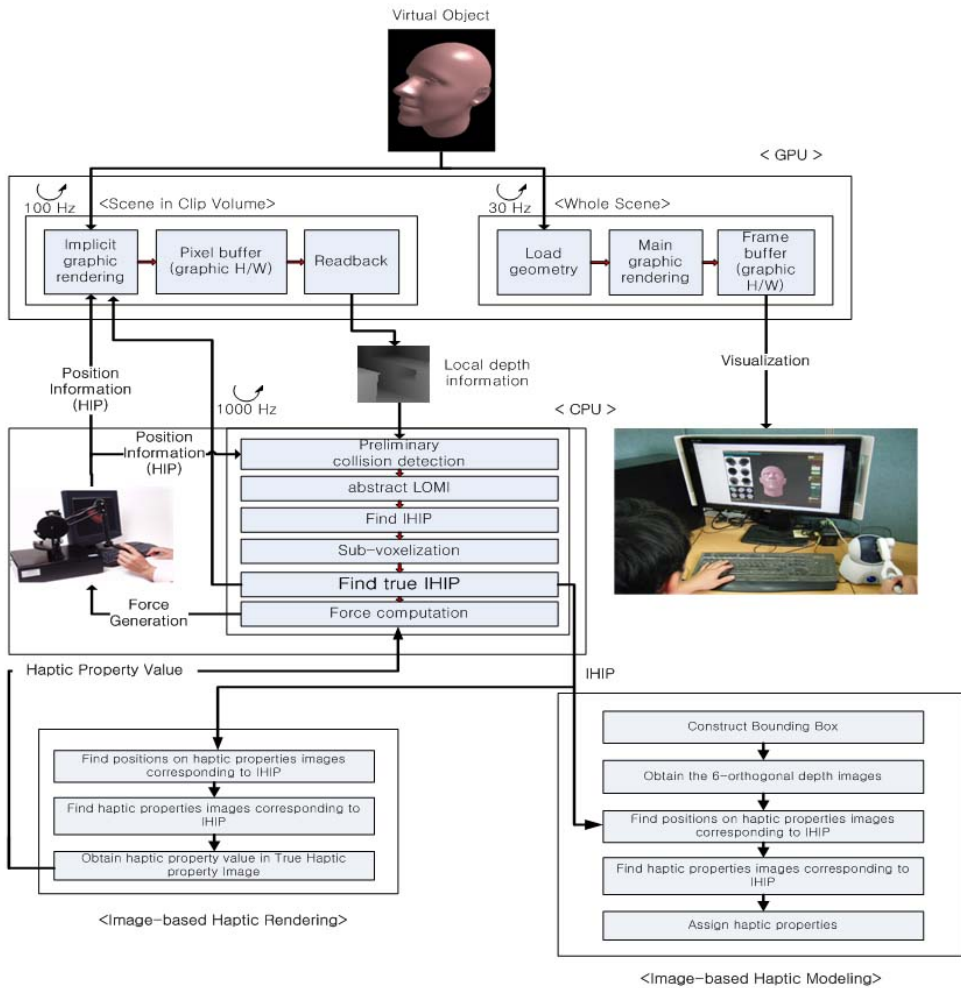 Virtual Object
< GPU >
100 Hz
<Scene in Clip Volume>
30 Hz
<Whole Scene>
Implicit
graphic
rendering
Pixel buffer
(graphic H/W)
Readback
Load
geometry
Main
graphic
rendering
Frame
buffer
(graphic
H/W)
Position
Information
(HIP)
Local depth
information
Visualization
1000 Hz
< CPU >
Position
Information
(HIP)
Preliminary
collision detection
abstract LOMI
Find IHIP
Sub-voxelization
Find true IHIP
Force computation
Force
Generation
Haptic Property Value
IHIP
Find positions on haptic properties images
corresponding to IHIP
Find haptic properties images corresponding to
IHIP
Obtain haptic property value in True Haptic
property Image
<Image-based Haptic Rendering>
Construct Bounding Box
Obtain the 6-orthogonal depth images
Find positions on haptic properties images
corresponding to IHIP
Find haptic properties images corresponding to
IHIP
Assign haptic properties
<Image-based Haptic Modeling>